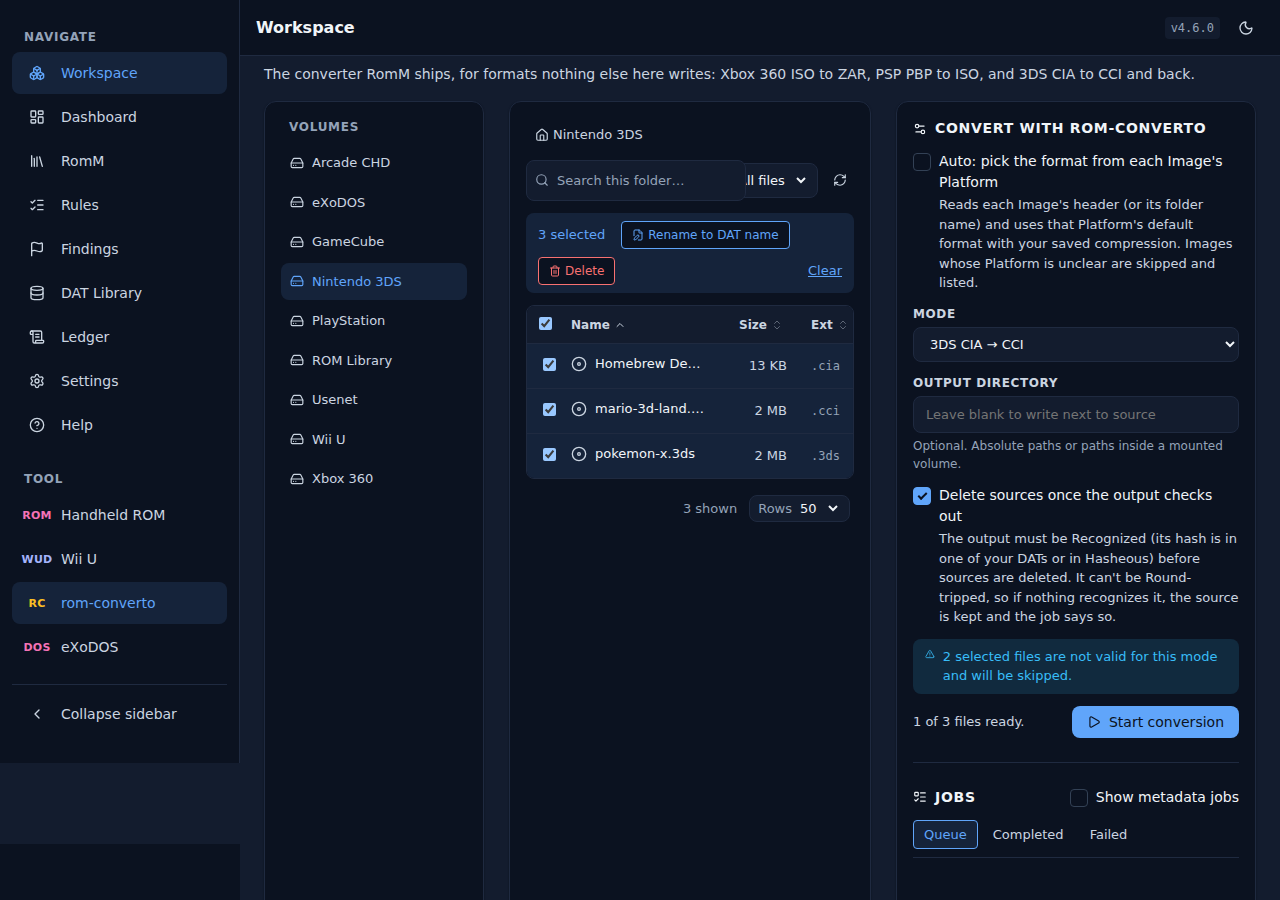 NAVIGATE
Workspace
Dashboard
RomM
Rules
Findings
DAT Library
Ledger
Settings
Help
TOOL
ROM Handheld ROM
WUD Wii U
RC rom-converto
DOS eXoDOS
Collapse sidebar
Workspace
v4.6.0
The converter RomM ships, for formats nothing else here writes: Xbox 360 ISO to ZAR, PSP PBP to ISO, and 3DS CIA to CCI and back.
VOLUMES
Arcade CHD
eXoDOS
GameCube
Nintendo 3DS
PlayStation
ROM Library
Usenet
Wii U
Xbox 360
Nintendo 3DS
Search this folder... ll files
3 selected Rename to DAT name
Delete Clear
Name Size Ext
Homebrew De... 13 KB .cia
mario-3d-land.... 2 MB .cci
pokemon-x.3ds 2 MB .3ds
3 shown Rows 50
CONVERT WITH ROM-CONVERTO
Auto: pick the format from each Image's
Platform
Reads each Image's header (or its folder
name) and uses that Platform's default
format with your saved compression. Images
whose Platform is unclear are skipped and
listed.
MODE
3DS CIA → CCI
OUTPUT DIRECTORY
Leave blank to write next to source
Optional. Absolute paths or paths inside a mounted
volume.
Delete sources once the output checks
out
The output must be Recognized (its hash is in
one of your DATs or in Hasheous) before
sources are deleted. It can't be Round-
tripped, so if nothing recognizes it, the source
is kept and the job says so.
2 selected files are not valid for this mode
and will be skipped.
1 of 3 files ready. Start conversion
JOBS Show metadata jobs
Queue Completed Failed